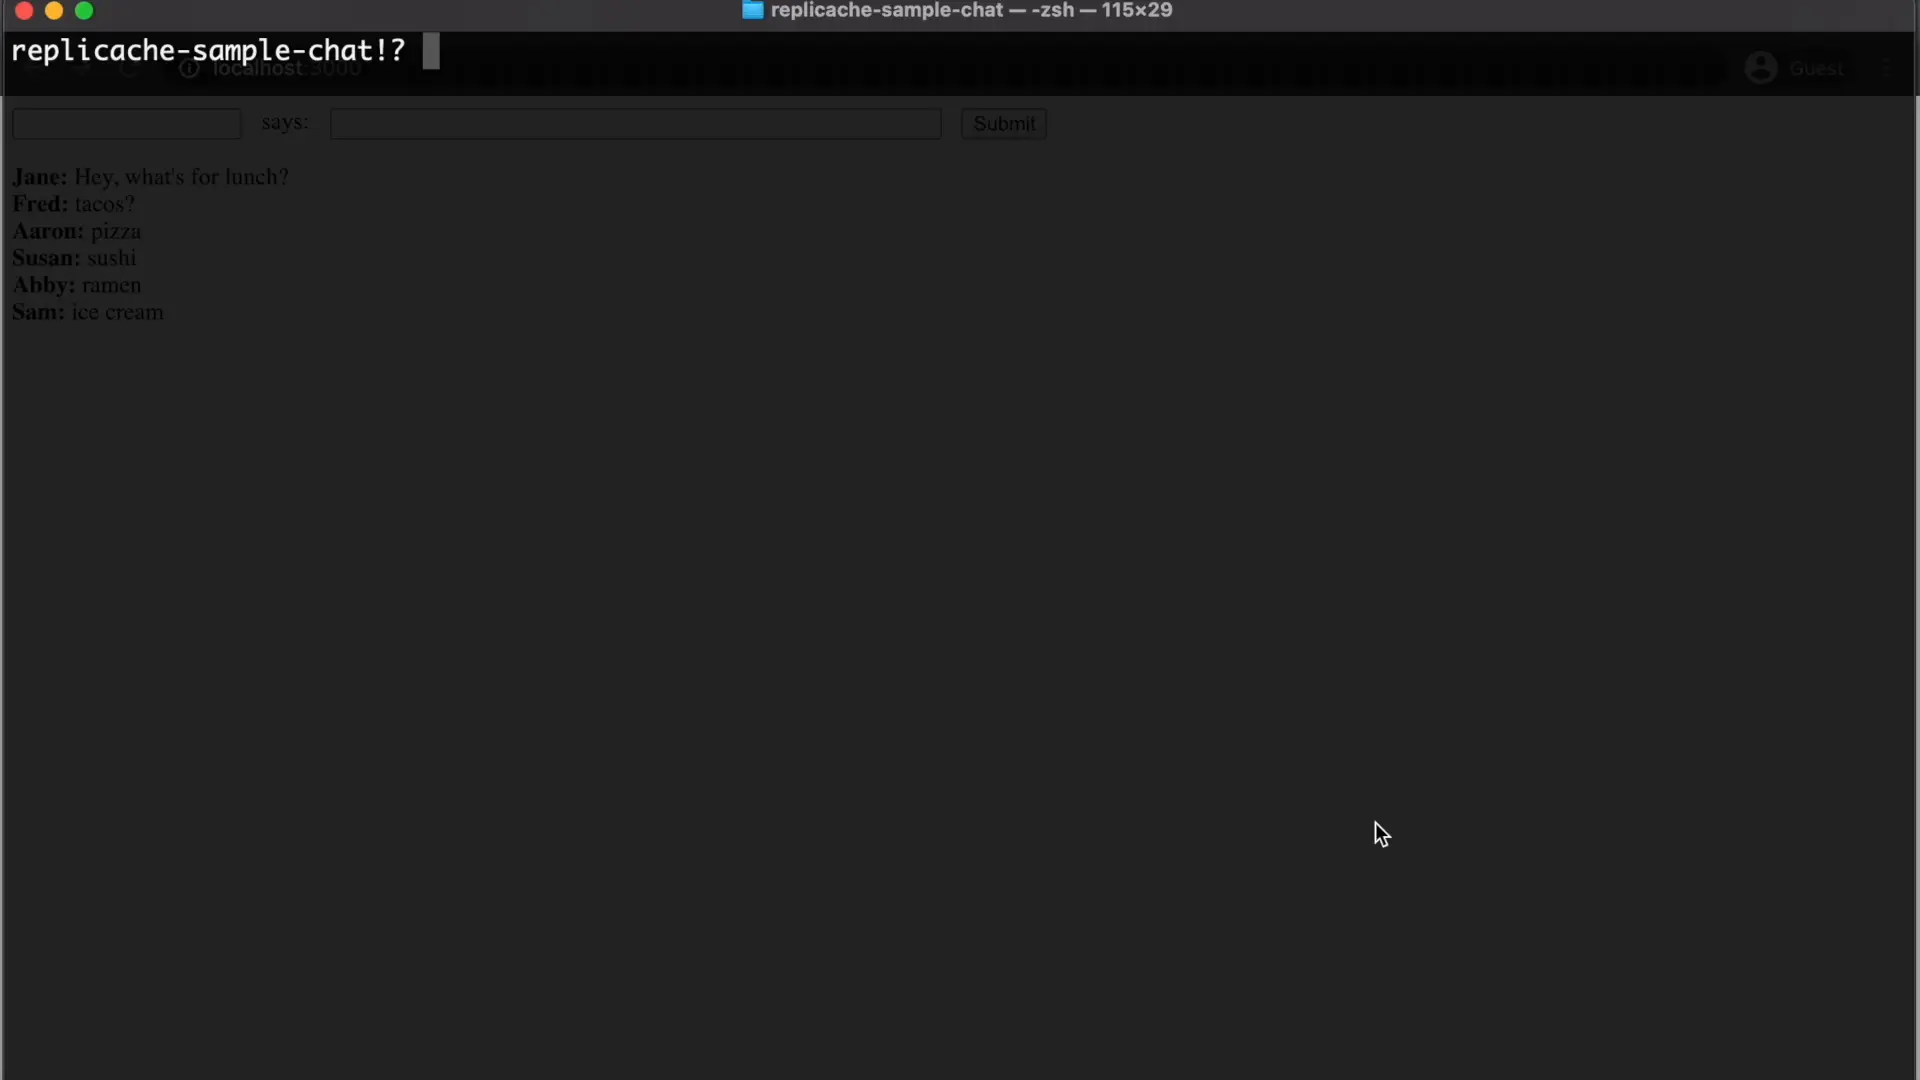 replicache-sample-chat — -zsh — 115×29
replicache-sample-chat!?
localhost:3000
Guest
says:
Submit
Jane: Hey, what's for lunch?
Fred: tacos?
Aaron: pizza
Susan: sushi
Abby: ramen
Sam: ice cream